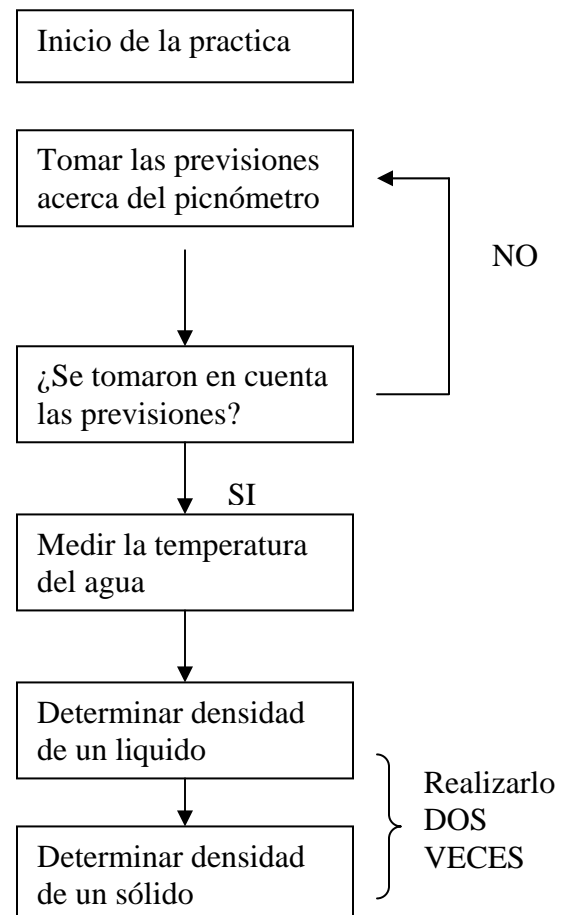 Inicio de la practica
Tomar las previsiones
acerca del picnómetro
NO
¿Se tomaron en cuenta
las previsiones?
SI
Medir la temperatura
del agua
Determinar densidad
de un liquido
Realizarlo
DOS
VECES
Determinar densidad
de un sólido